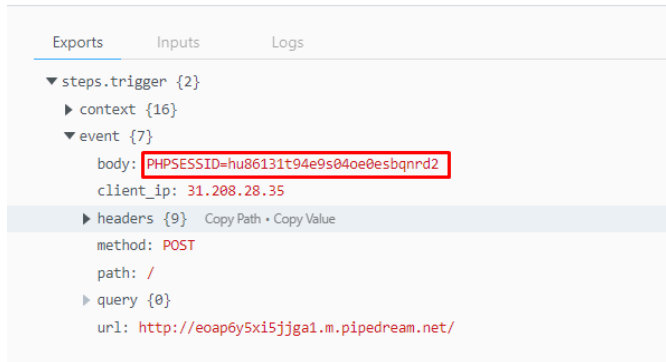 Exports Inputs Logs
steps.trigger {2}
context {16}
event {7}
body: PHPSESSID=hu86131t94e9s04oe0esbqnrd2
client_ip: 31.208.28.35
headers {9} Copy Path • Copy Value
method: POST
path: /
query {0}
url: http://eoap6y5xi5jjga1.m.pipedream.net/